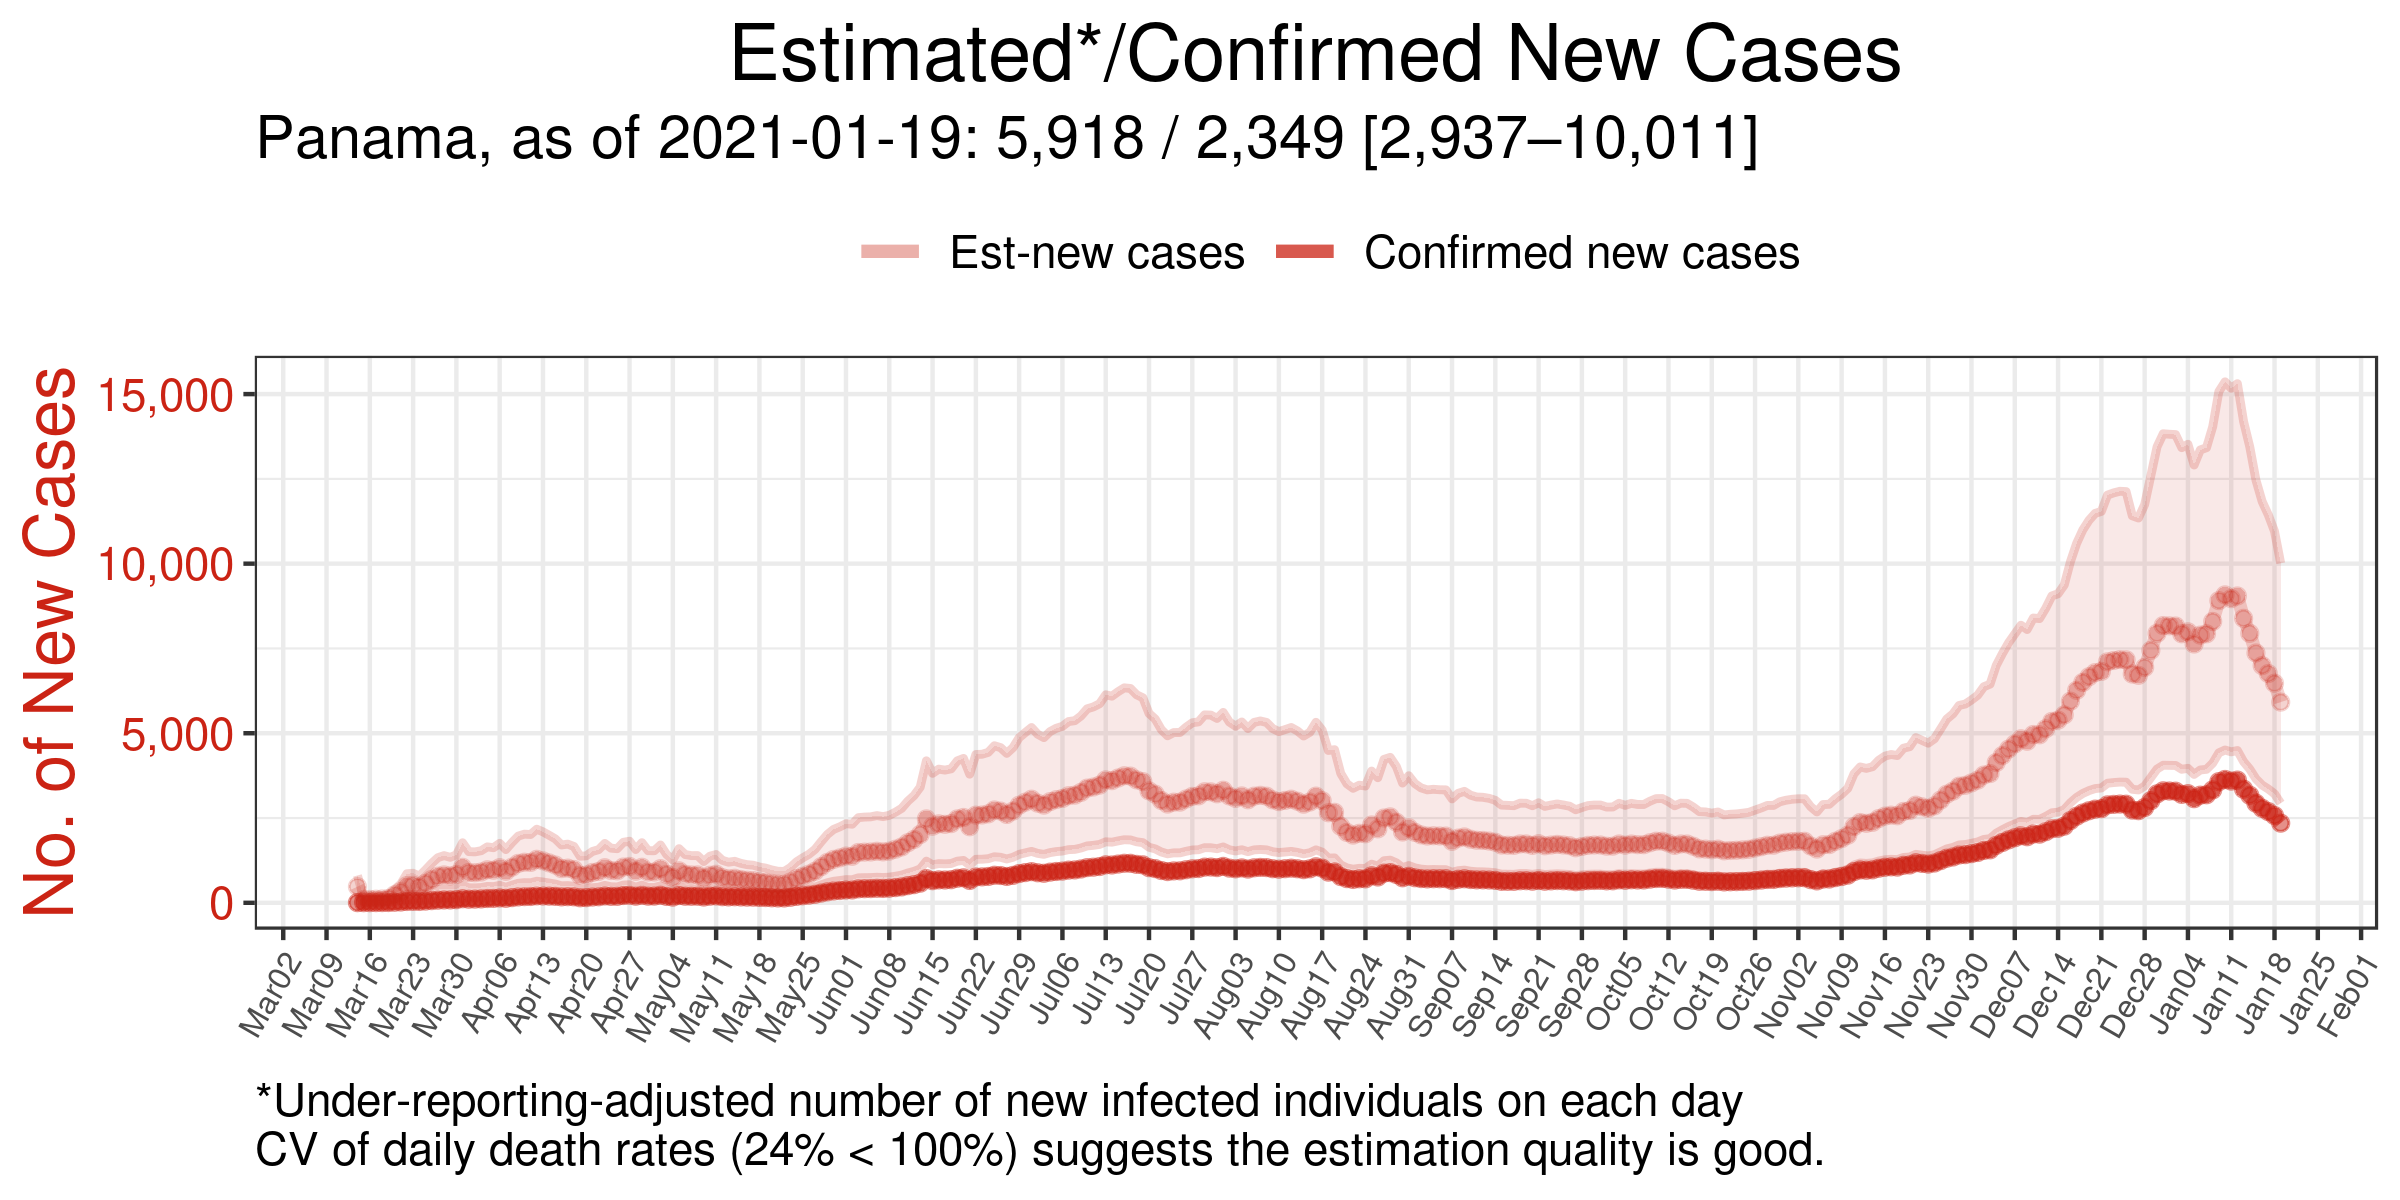 Estimated*/Confirmed New Cases
Panama, as of 2021-01-19: 5,918 / 2,349 [2,937–10,011]
Est-new cases
Confirmed new cases
No. of New Cases
15,000
10,000
5,000
0
Mar02
Mar09
Mar16
Mar23
Mar30
Apr06
Apr13
Apr20
Apr27
May04
May11
May18
May25
Jun01
Jun08
Jun15
Jun22
Jun29
Jul06
Jul13
Jul20
Jul27
Aug03
Aug10
Aug17
Aug24
Aug31
Sep07
Sep14
Sep21
Sep28
Oct05
Oct12
Oct19
Oct26
Nov02
Nov09
Nov16
Nov23
Nov30
Dec07
Dec14
Dec21
Dec28
Jan04
Jan11
Jan18
Jan25
Feb01
*Under-reporting-adjusted number of new infected individuals on each day
CV of daily death rates (24% < 100%) suggests the estimation quality is good.